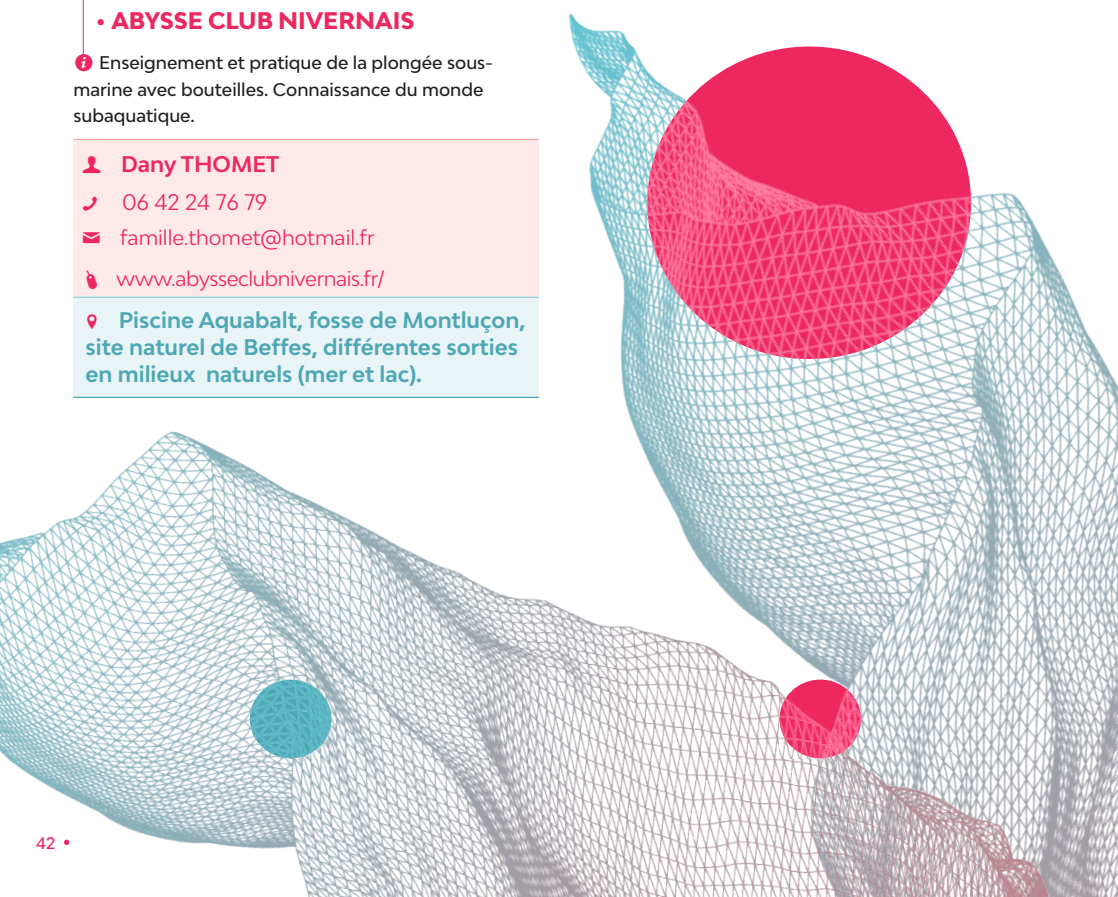 • ABYSSE CLUB NIVERNAIS
i Enseignement et pratique de la plongée sous-
marine avec bouteilles. Connaissance du monde
subaquatique.
Dany THOMET
06 42 24 76 79
famille.thomet@hotmail.fr
www.abysseclubnivernais.fr/
Piscine Aquabalt, fosse de Montluçon,
site naturel de Beffes, différentes sorties
en milieux naturels (mer et lac).
42 •